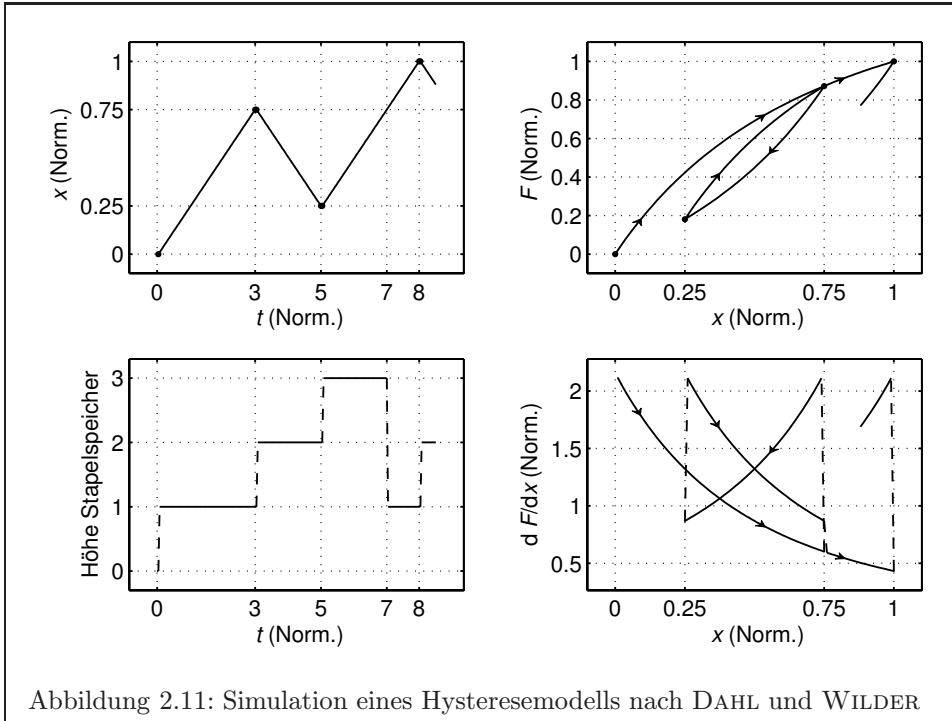 1
0.75
0.25
0
x (Norm.)
0 3 5 7 8
t (Norm.)
1
0.8
0.6
0.4
0.2
0
F (Norm.)
0 0.25 0.75 1
x (Norm.)
3
2
1
0
Höhe Stapelspeicher
0 3 5 7 8
t (Norm.)
2
1.5
1
0.5
d F/dx (Norm.)
0 0.25 0.75 1
x (Norm.)
Abbildung 2.11: Simulation eines Hysteresemodells nach DAHL und WILDER